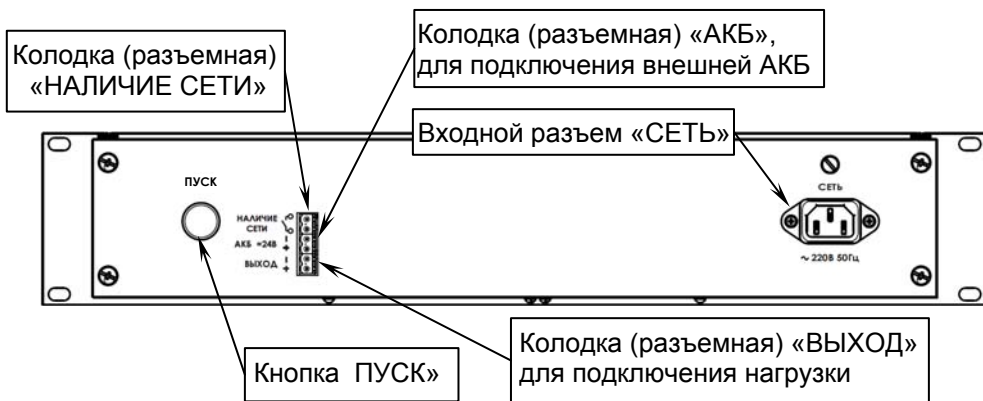 Колодка (разъемная)
«НАЛИЧИЕ СЕТИ»
Колодка (разъемная) «АКБ»,
для подключения внешней АКБ
Входной разъем «СЕТЬ»
ПУСК
НАЛИЧИЕ
СЕТИ
АКБ =24В
ВЫХОД
− +
− +
СЕТЬ
~ 220В 50Гц
Кнопка ПУСК»
Колодка (разъемная) «ВЫХОД»
для подключения нагрузки